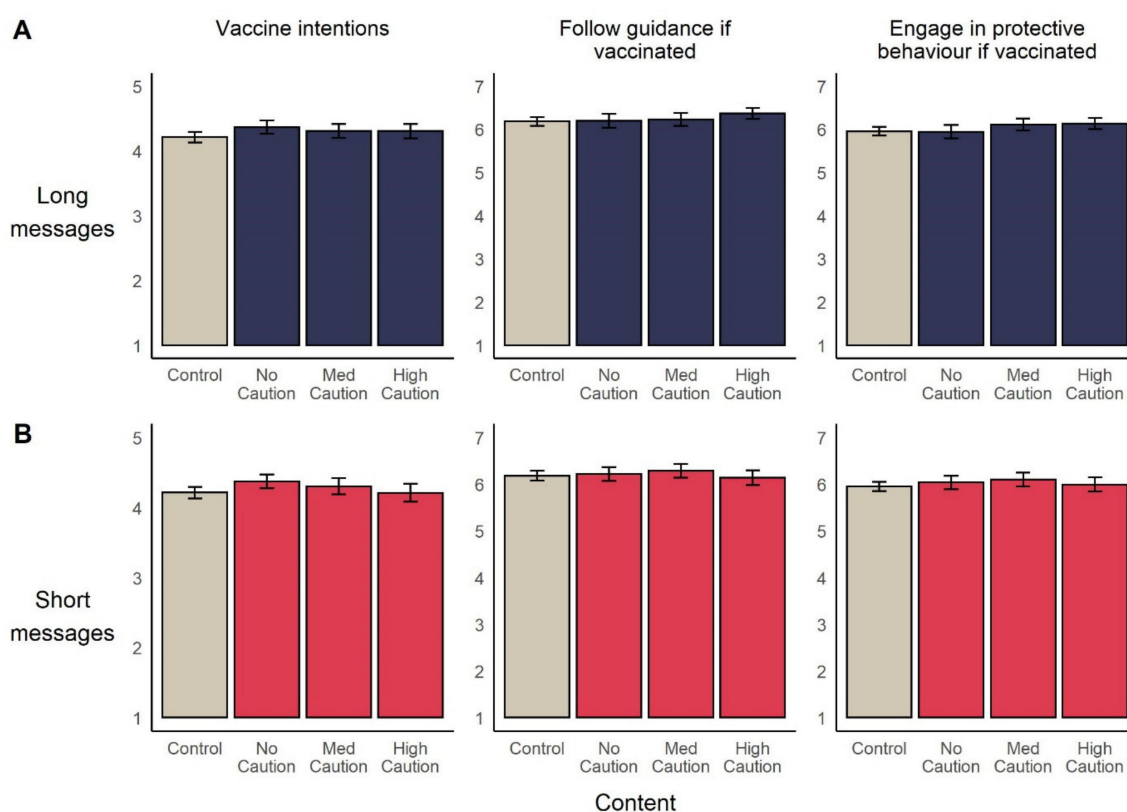 A
Vaccine intentions
Follow guidance if
vaccinated
Engage in protective
behaviour if vaccinated
Long
messages
5
4
3
2
1
Control
No
Caution
Med
Caution
High
Caution
7
6
5
4
3
2
1
Control
No
Caution
Med
Caution
High
Caution
7
6
5
4
3
2
1
Control
No
Caution
Med
Caution
High
Caution
B
Short
messages
5
4
3
2
1
Control
No
Caution
Med
Caution
High
Caution
7
6
5
4
3
2
1
Control
No
Caution
Med
Caution
High
Caution
7
6
5
4
3
2
1
Control
No
Caution
Med
Caution
High
Caution
Content